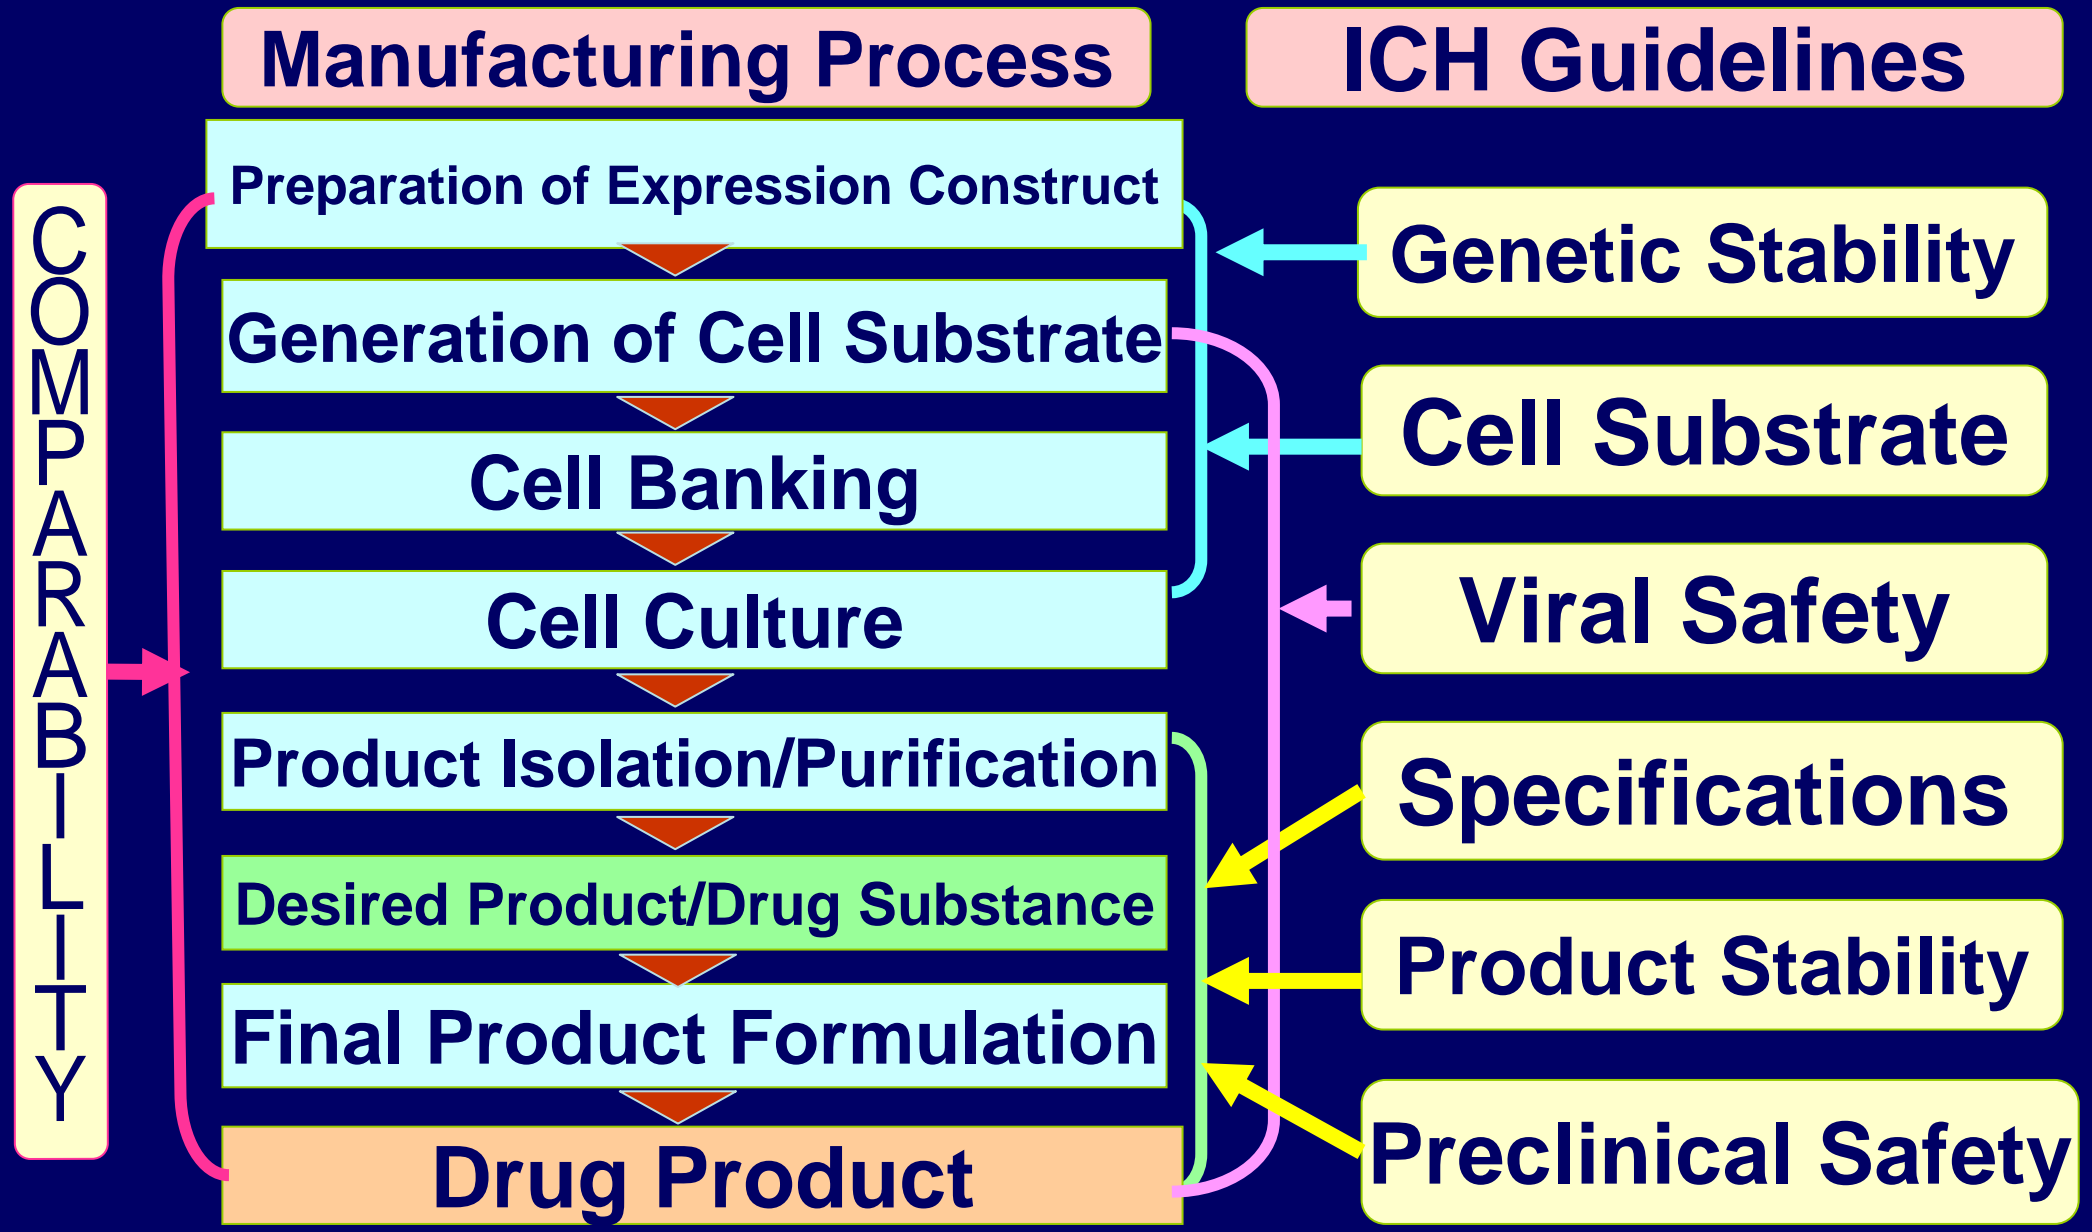 Manufacturing Process
ICH Guidelines
COMPARABILITY
Preparation of Expression Construct
Generation of Cell Substrate
Cell Banking
Cell Culture
Product Isolation/Purification
Desired Product/Drug Substance
Final Product Formulation
Drug Product
Genetic Stability
Cell Substrate
Viral Safety
Specifications
Product Stability
Preclinical Safety